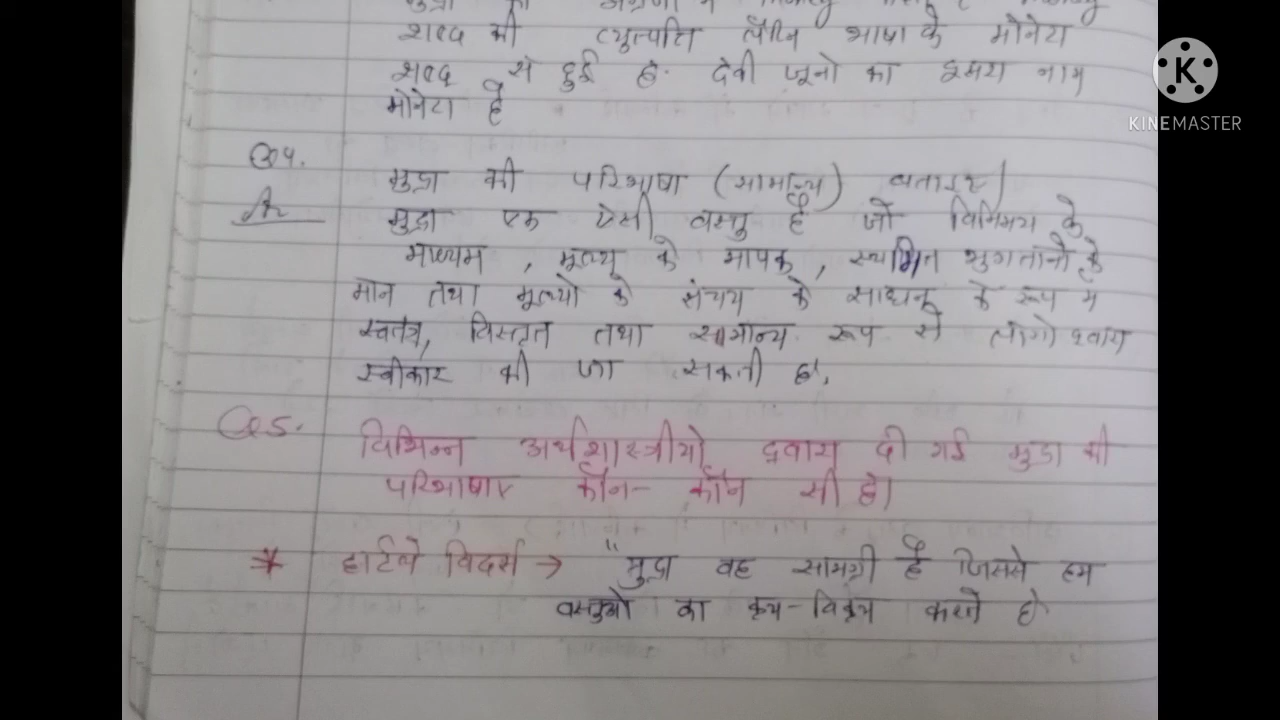 शब्द की व्युत्पत्ति लैटिन भाषा के मोनेटा
शब्द से हुई है. देवी जूनो का दूसरा नाम
मोनेटा है
Q4. मुद्रा की परिभाषा (सामान्य) बताइए।
A मुद्रा एक ऐसी वस्तु है जो विनिमय के
माध्यम, मूल्य के मापक, स्थगित भुगतानो के
मान तथा मूल्यो के संचय के साधन के रूप मे
स्वतंत्र, विस्तृत तथा सामान्य रूप से लोगो द्वारा
स्वीकार की जा सकती है.
Q5. विभिन्न अर्थशास्त्रीयो द्वारा दी गई मुद्रा की
परिभाषाए कौन-कौन सी है।
* हार्टले विदर्स → "मुद्रा वह सामग्री है जिससे हम
वस्तुओ का क्रय-विक्रय करते है
K
KINEMASTER